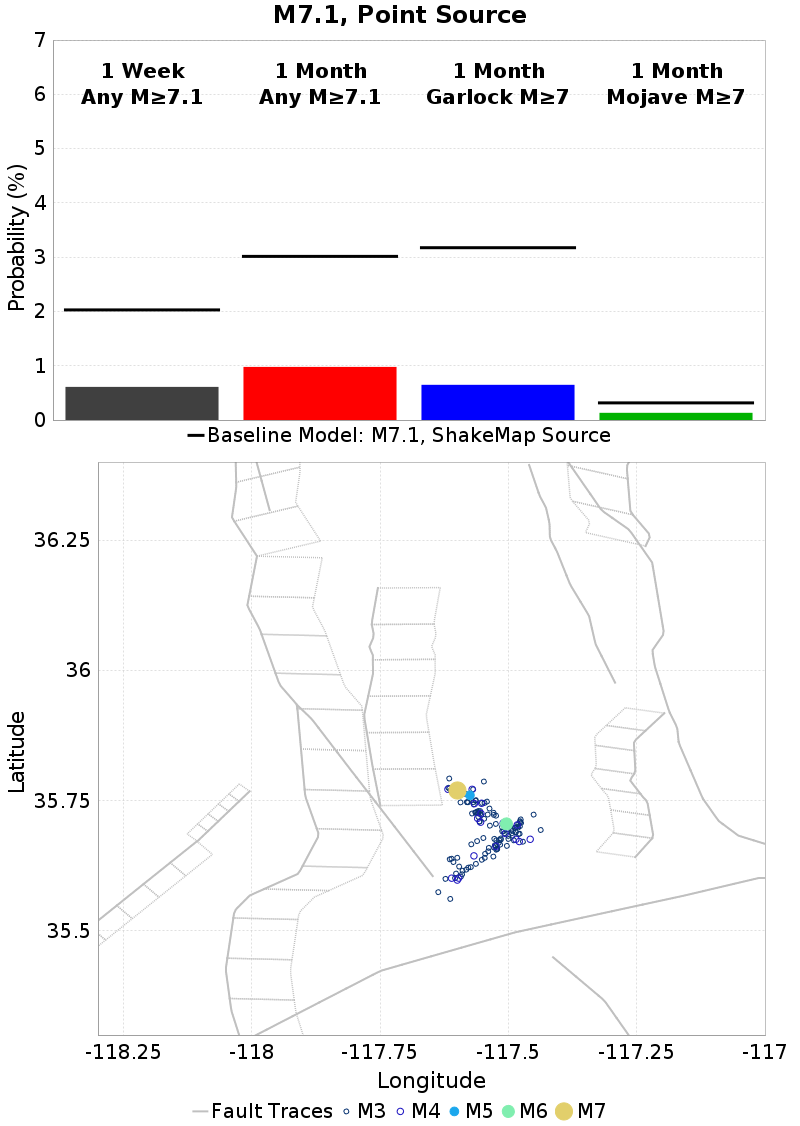 M7.1, Point Source
7
6
5
4
3
2
1
0
Probability (%)
1 Week
Any M≥7.1
1 Month
Any M≥7.1
1 Month
Garlock M≥7
1 Month
Mojave M≥7
Baseline Model: M7.1, ShakeMap Source
36.25
36
35.75
35.5
Latitude
-118.25 -118 -117.75 -117.5 -117.25 -117
Longitude
Fault Traces M3 M4 M5 M6 M7